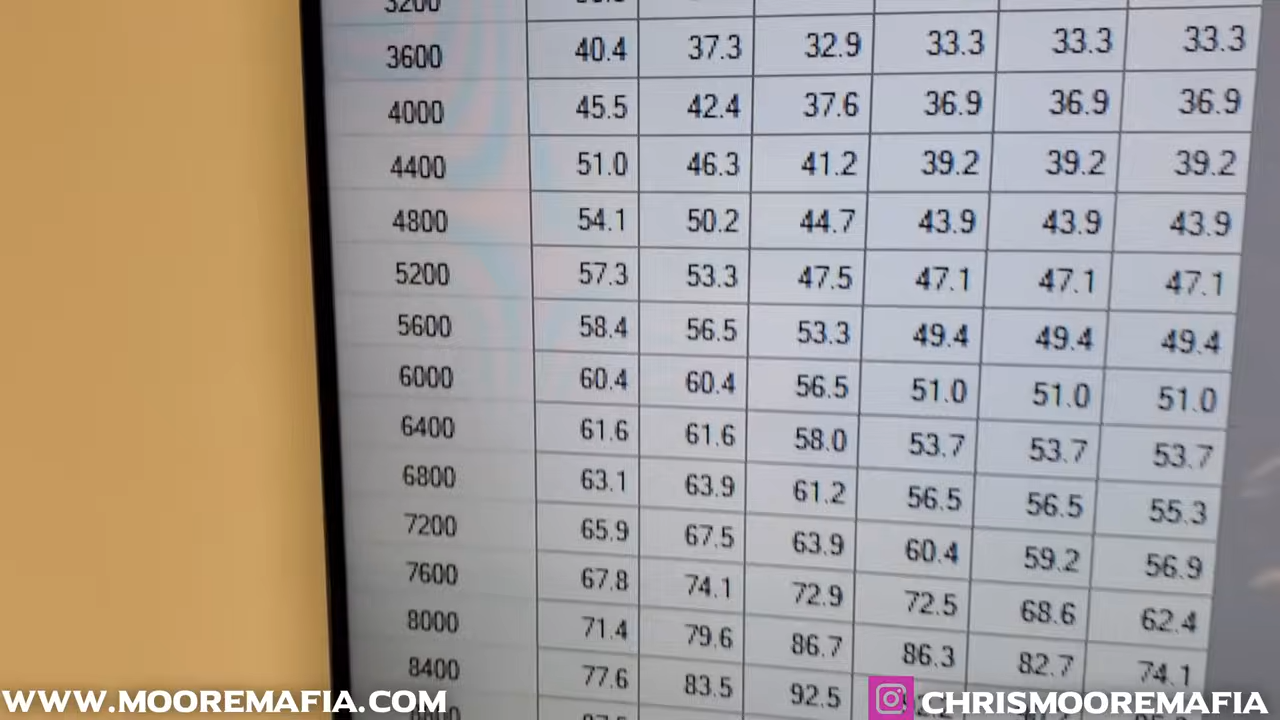 3200
3600 40.4 37.3 32.9 33.3 33.3 33.3
4000 45.5 42.4 37.6 36.9 36.9 36.9
4400 51.0 46.3 41.2 39.2 39.2 39.2
4800 54.1 50.2 44.7 43.9 43.9 43.9
5200 57.3 53.3 47.5 47.1 47.1 47.1
5600 58.4 56.5 53.3 49.4 49.4 49.4
6000 60.4 60.4 56.5 51.0 51.0 51.0
6400 61.6 61.6 58.0 53.7 53.7 53.7
6800 63.1 63.9 61.2 56.5 56.5 55.3
7200 65.9 67.5 63.9 60.4 59.2 56.9
7600 67.8 74.1 72.9 72.5 68.6 62.4
8000 71.4 79.6 86.7 86.3 82.7 74.1
8400 77.6 83.5 92.5
WWW.MOOREMAFIA.COM CHRISMOOREMAFIA